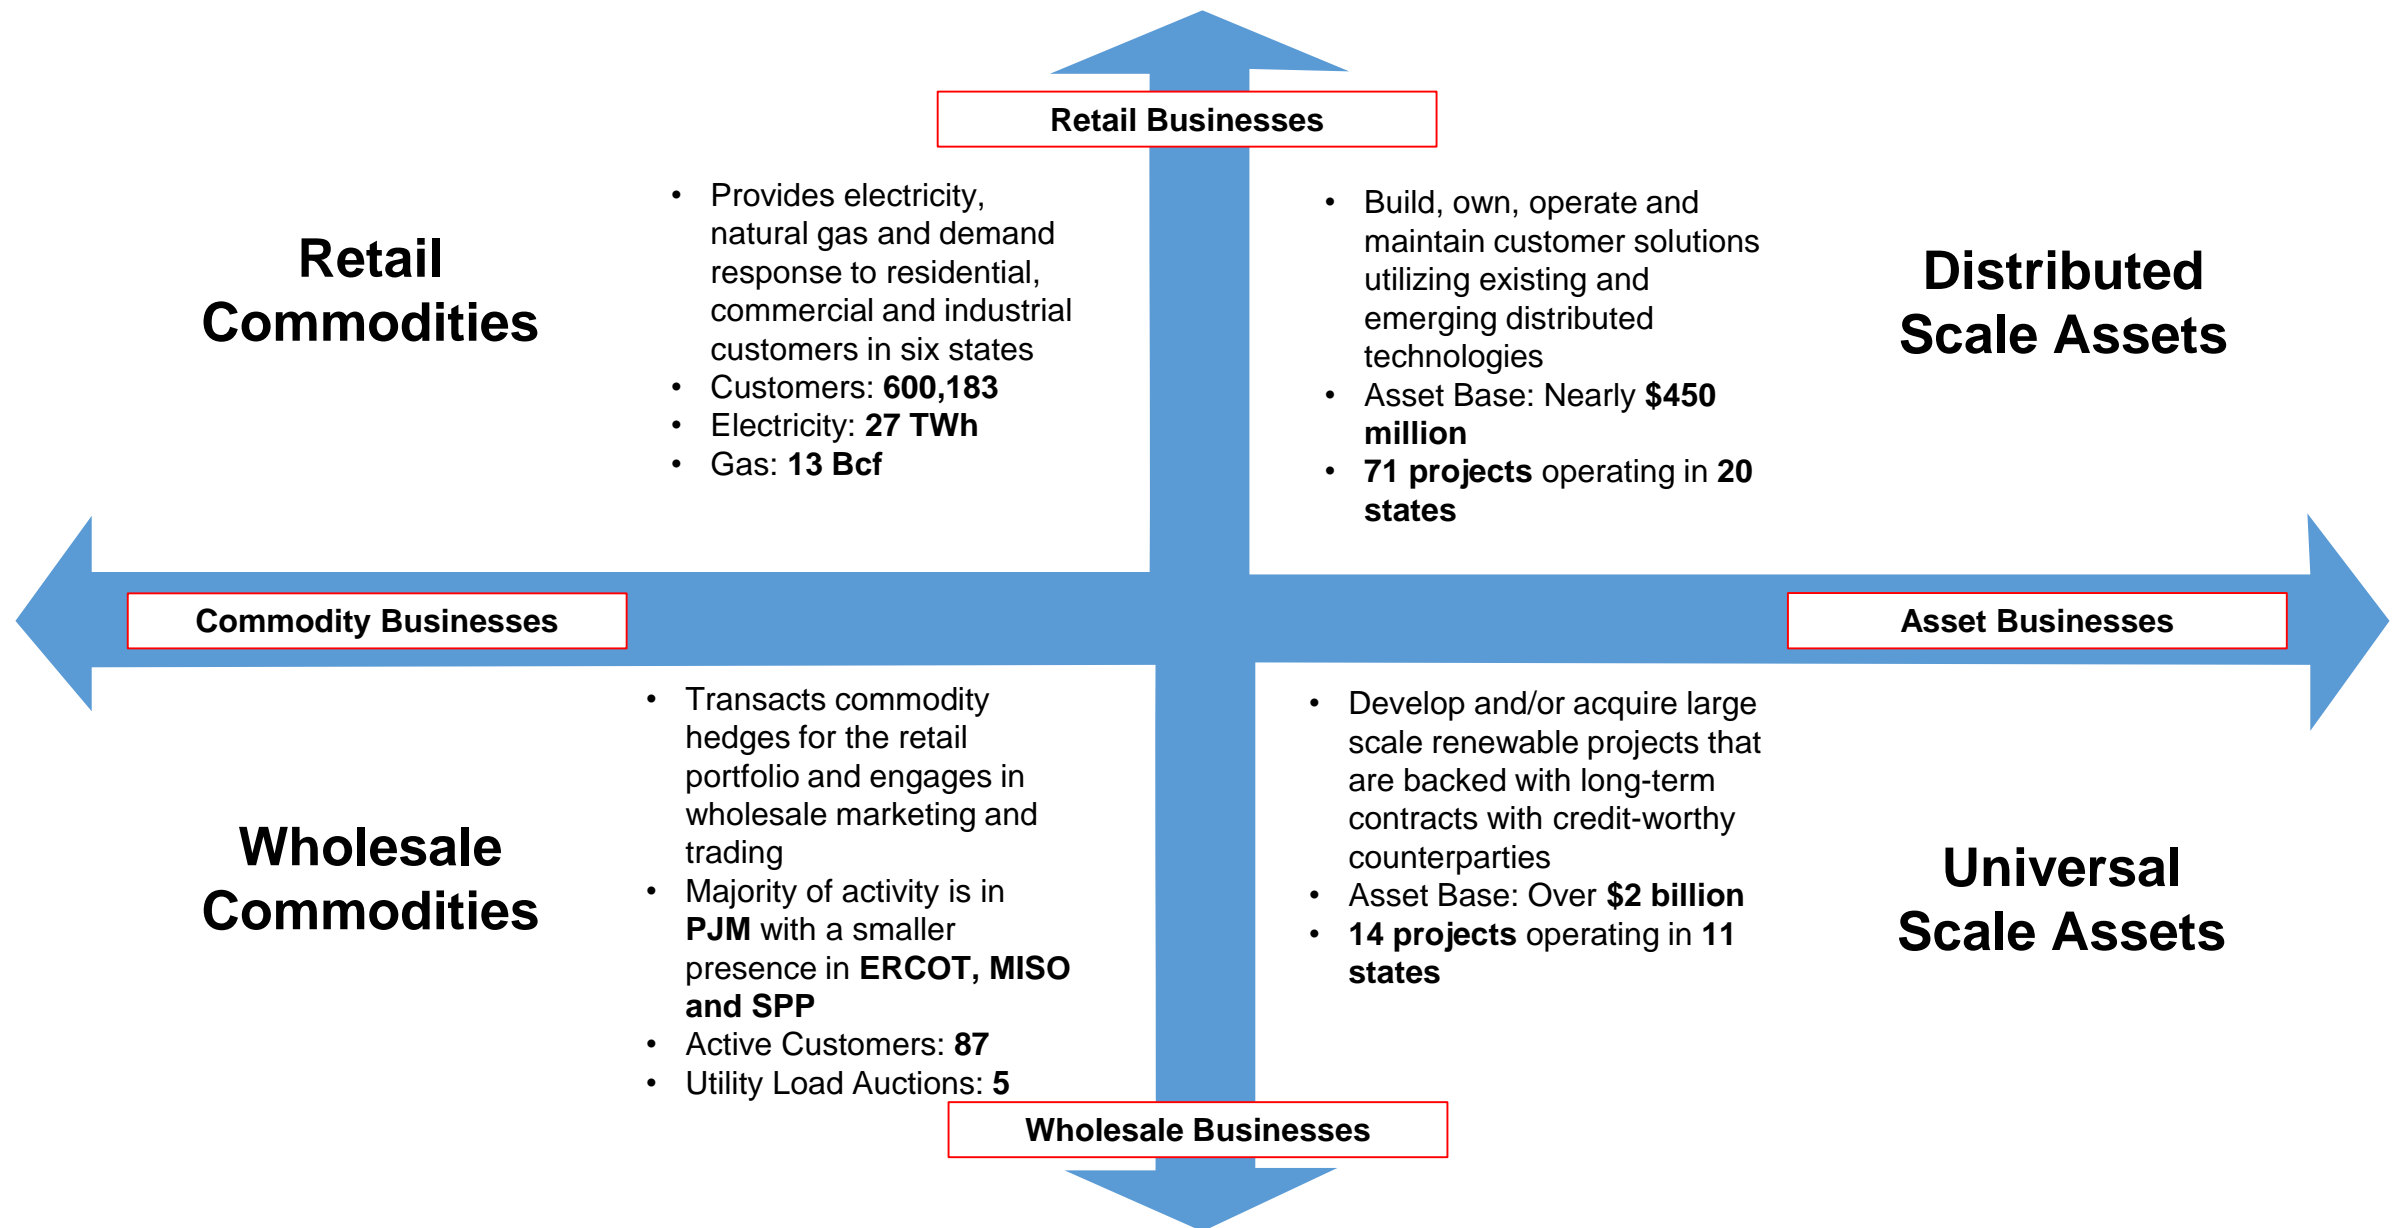 Retail Businesses
Retail
Commodities
• Provides electricity,
natural gas and demand
response to residential,
commercial and industrial
customers in six states
• Customers: 600,183
• Electricity: 27 TWh
• Gas: 13 Bcf
• Build, own, operate and
maintain customer solutions
utilizing existing and
emerging distributed
technologies
• Asset Base: Nearly $450
million
• 71 projects operating in 20
states
Distributed
Scale Assets
Commodity Businesses
Asset Businesses
Wholesale
Commodities
• Transacts commodity
hedges for the retail
portfolio and engages in
wholesale marketing and
trading
• Majority of activity is in
PJM with a smaller
presence in ERCOT, MISO
and SPP
• Active Customers: 87
• Utility Load Auctions: 5
• Develop and/or acquire large
scale renewable projects that
are backed with long-term
contracts with credit-worthy
counterparties
• Asset Base: Over $2 billion
• 14 projects operating in 11
states
Universal
Scale Assets
Wholesale Businesses